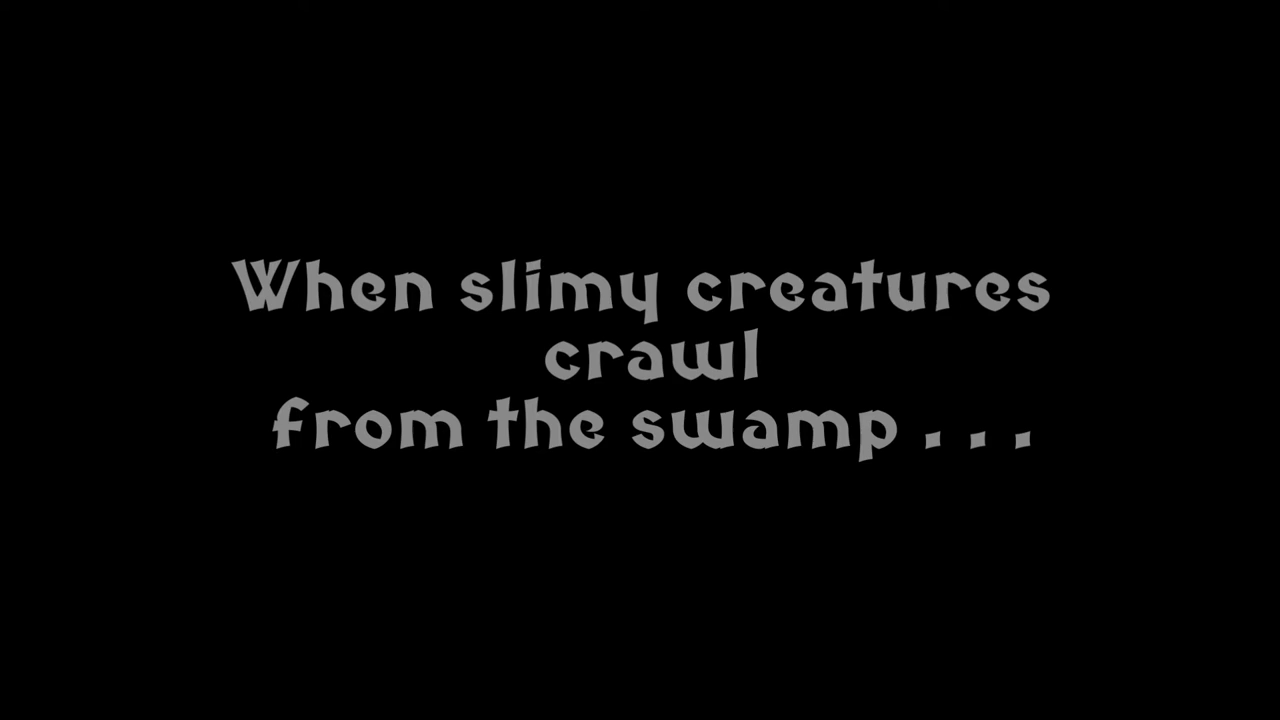 When slimy creatures
crawl
from the swamp . . .